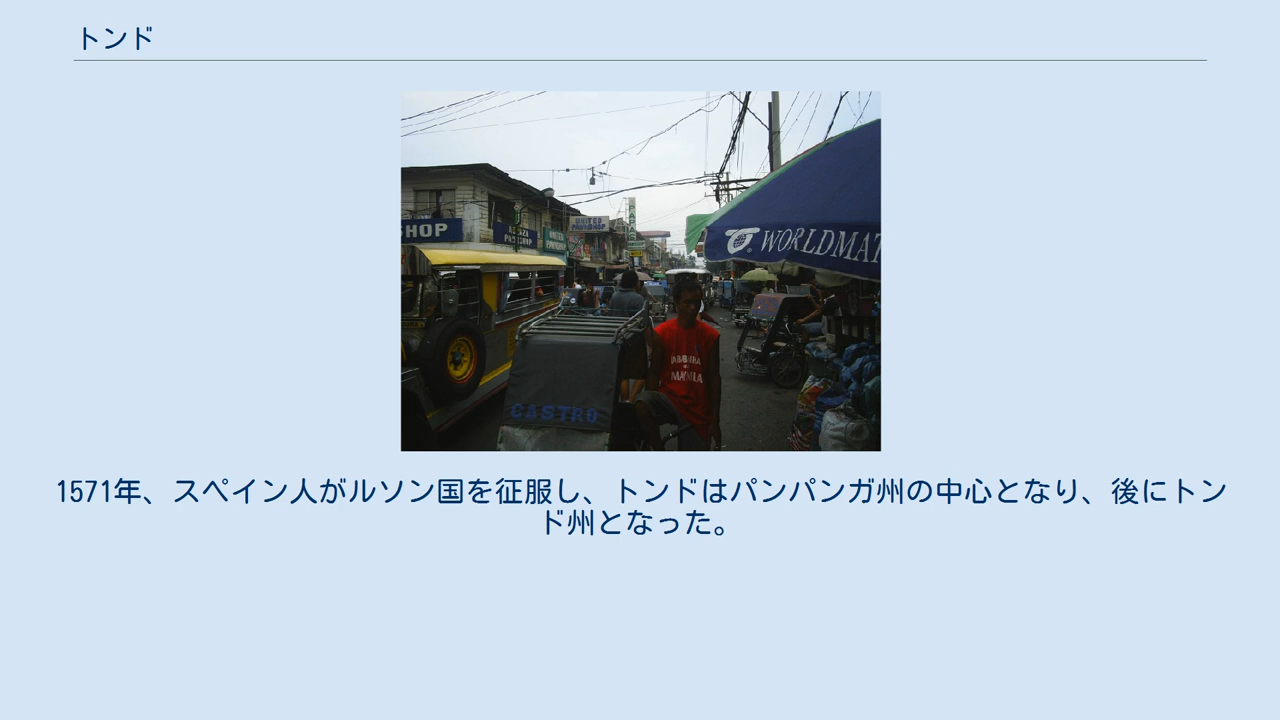 トンド
SHOP
UNITED
WORLDMAT
CASTRO
1571年、スペイン人がルソン国を征服し、トンドはパンパンガ州の中心となり、後にトン
ド州となった。